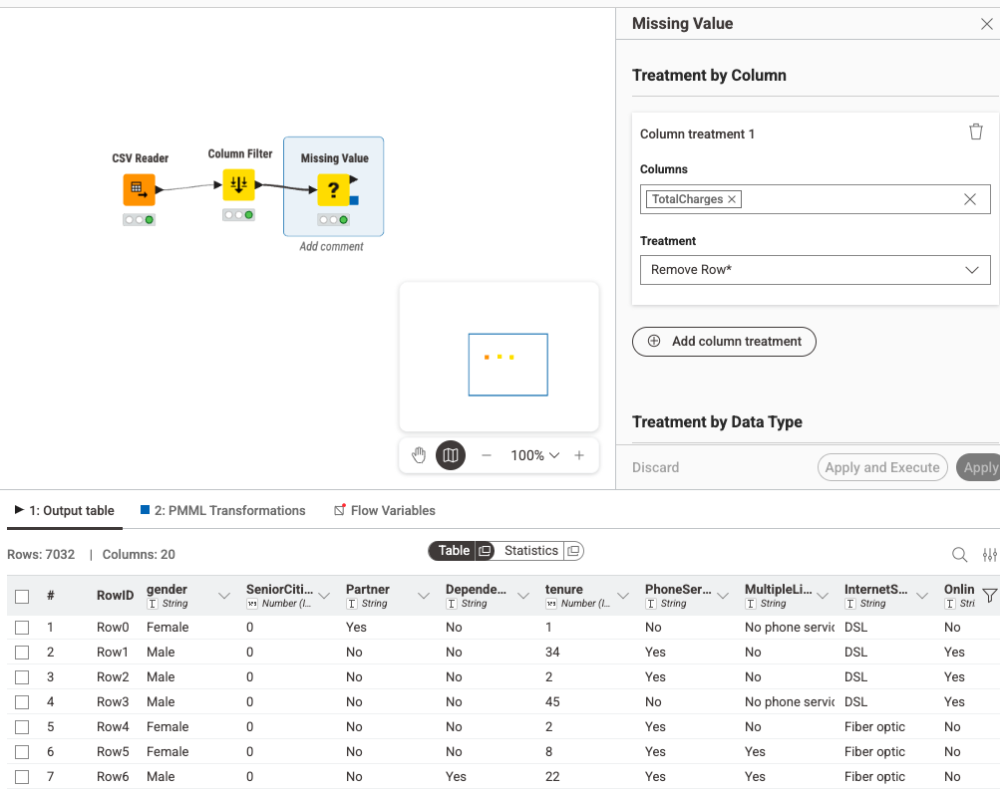 Missing Value
Treatment by Column
Column treatment 1
Columns
TotalCharges
Treatment
Remove Row*
Add column treatment
Treatment by Data Type
Discard
Apply and Execute
Apply
CSV Reader
Column Filter
Missing Value
?
Add comment
100%
1: Output table
2: PMML Transformations
Flow Variables
Rows: 7032 | Columns: 20
Table
Statistics
# RowID gender SeniorCiti... Partner Depende... tenure PhoneSer... MultipleLi... InternetS... Onlin
T String Number (I... T String T String Number (I... T String T String T String T Stri
1 Row0 Female 0 Yes No 1 No No phone servic DSL No
2 Row1 Male 0 No No 34 Yes No DSL Yes
3 Row2 Male 0 No No 2 Yes No DSL Yes
4 Row3 Male 0 No No 45 No No phone servic DSL Yes
5 Row4 Female 0 No No 2 Yes No Fiber optic No
6 Row5 Female 0 No No 8 Yes Yes Fiber optic No
7 Row6 Male 0 No Yes 22 Yes Yes Fiber optic No